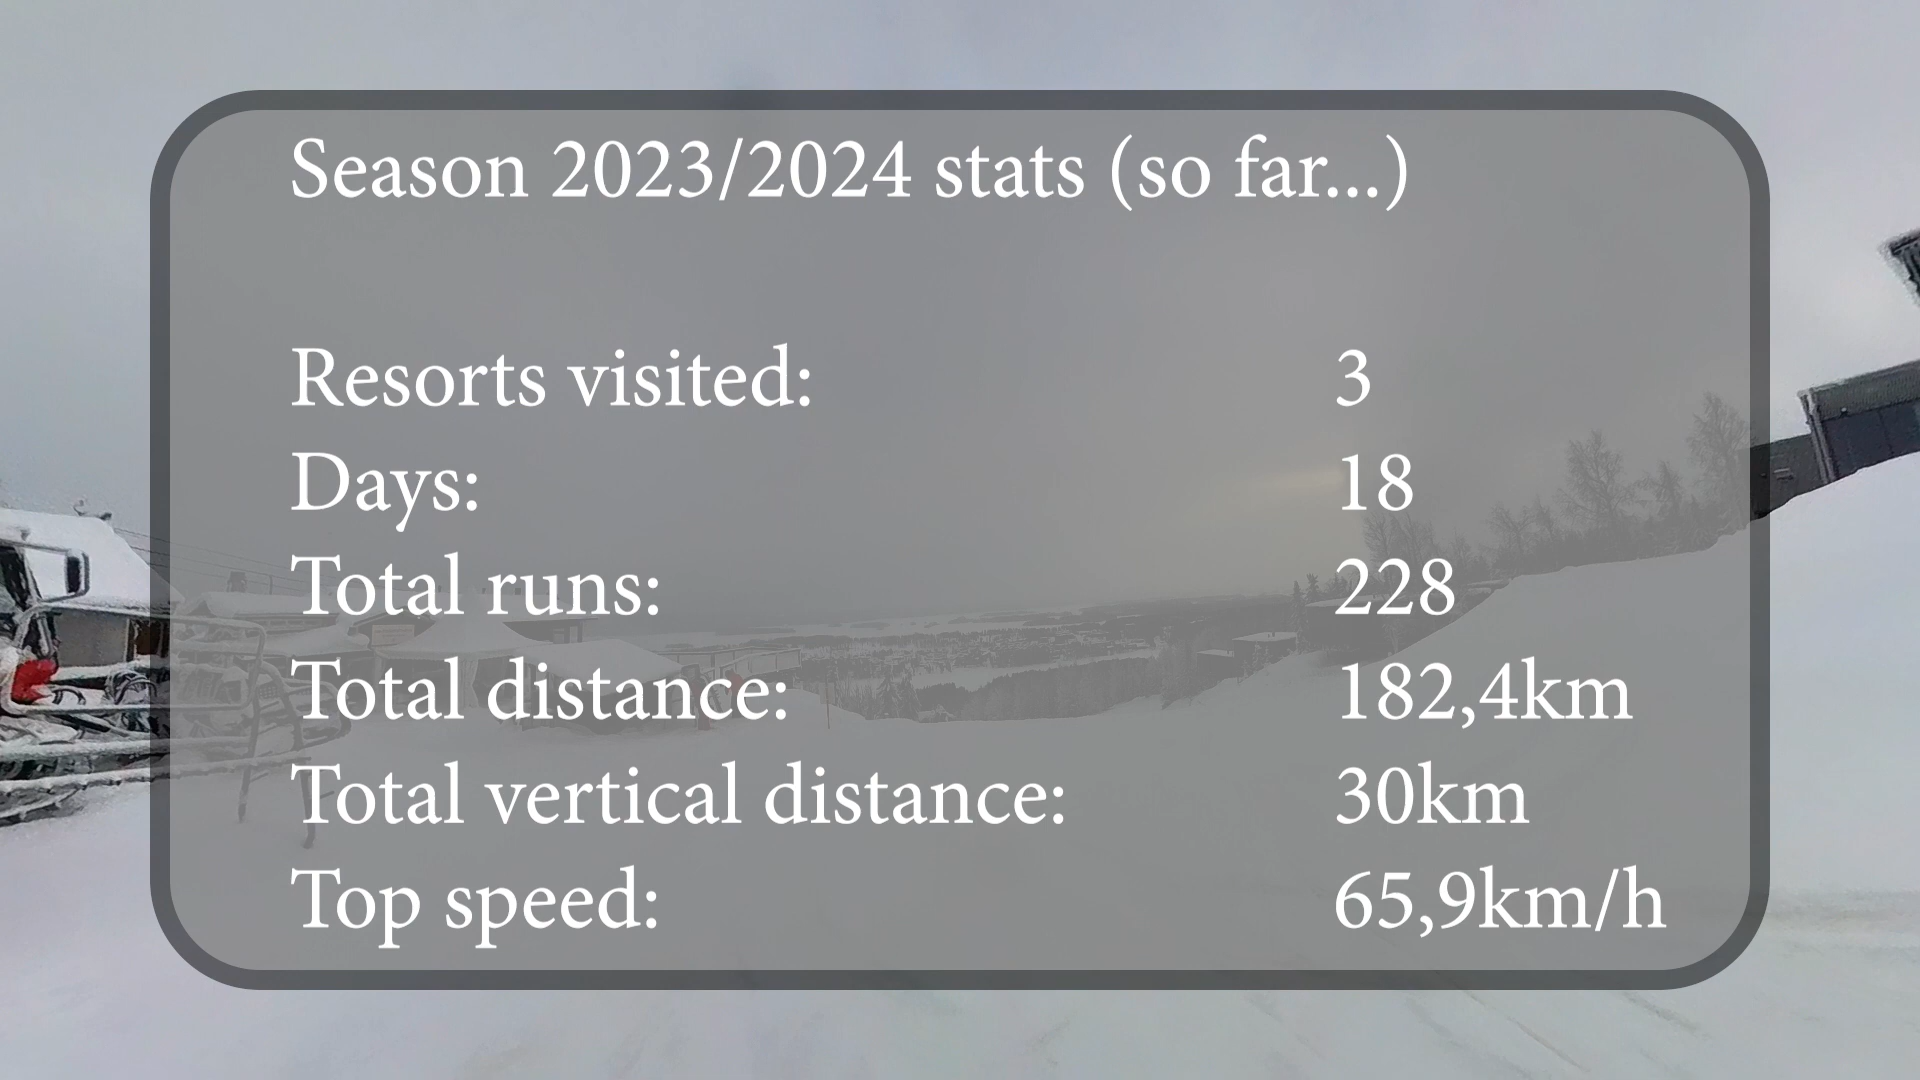 Season 2023/2024 stats (so far...)
Resorts visited: 3
Days: 18
Total runs: 228
Total distance: 182,4km
Total vertical distance: 30km
Top speed: 65,9km/h